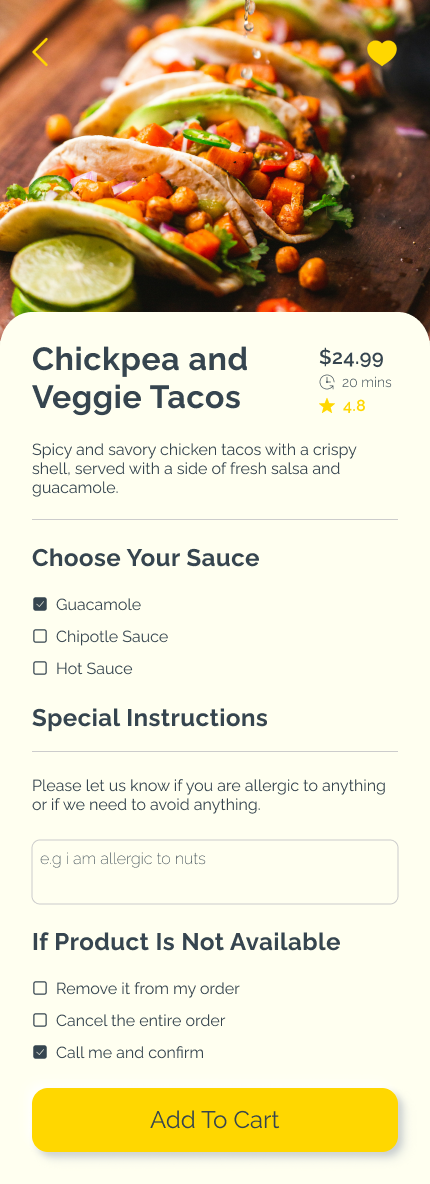 Chickpea and
Veggie Tacos
$24.99
20 mins
4.8
Spicy and savory chicken tacos with a crispy
shell, served with a side of fresh salsa and
guacamole.
Choose Your Sauce
Guacamole
Chipotle Sauce
Hot Sauce
Special Instructions
Please let us know if you are allergic to anything
or if we need to avoid anything.
e.g i am allergic to nuts
If Product Is Not Available
Remove it from my order
Cancel the entire order
Call me and confirm
Add To Cart